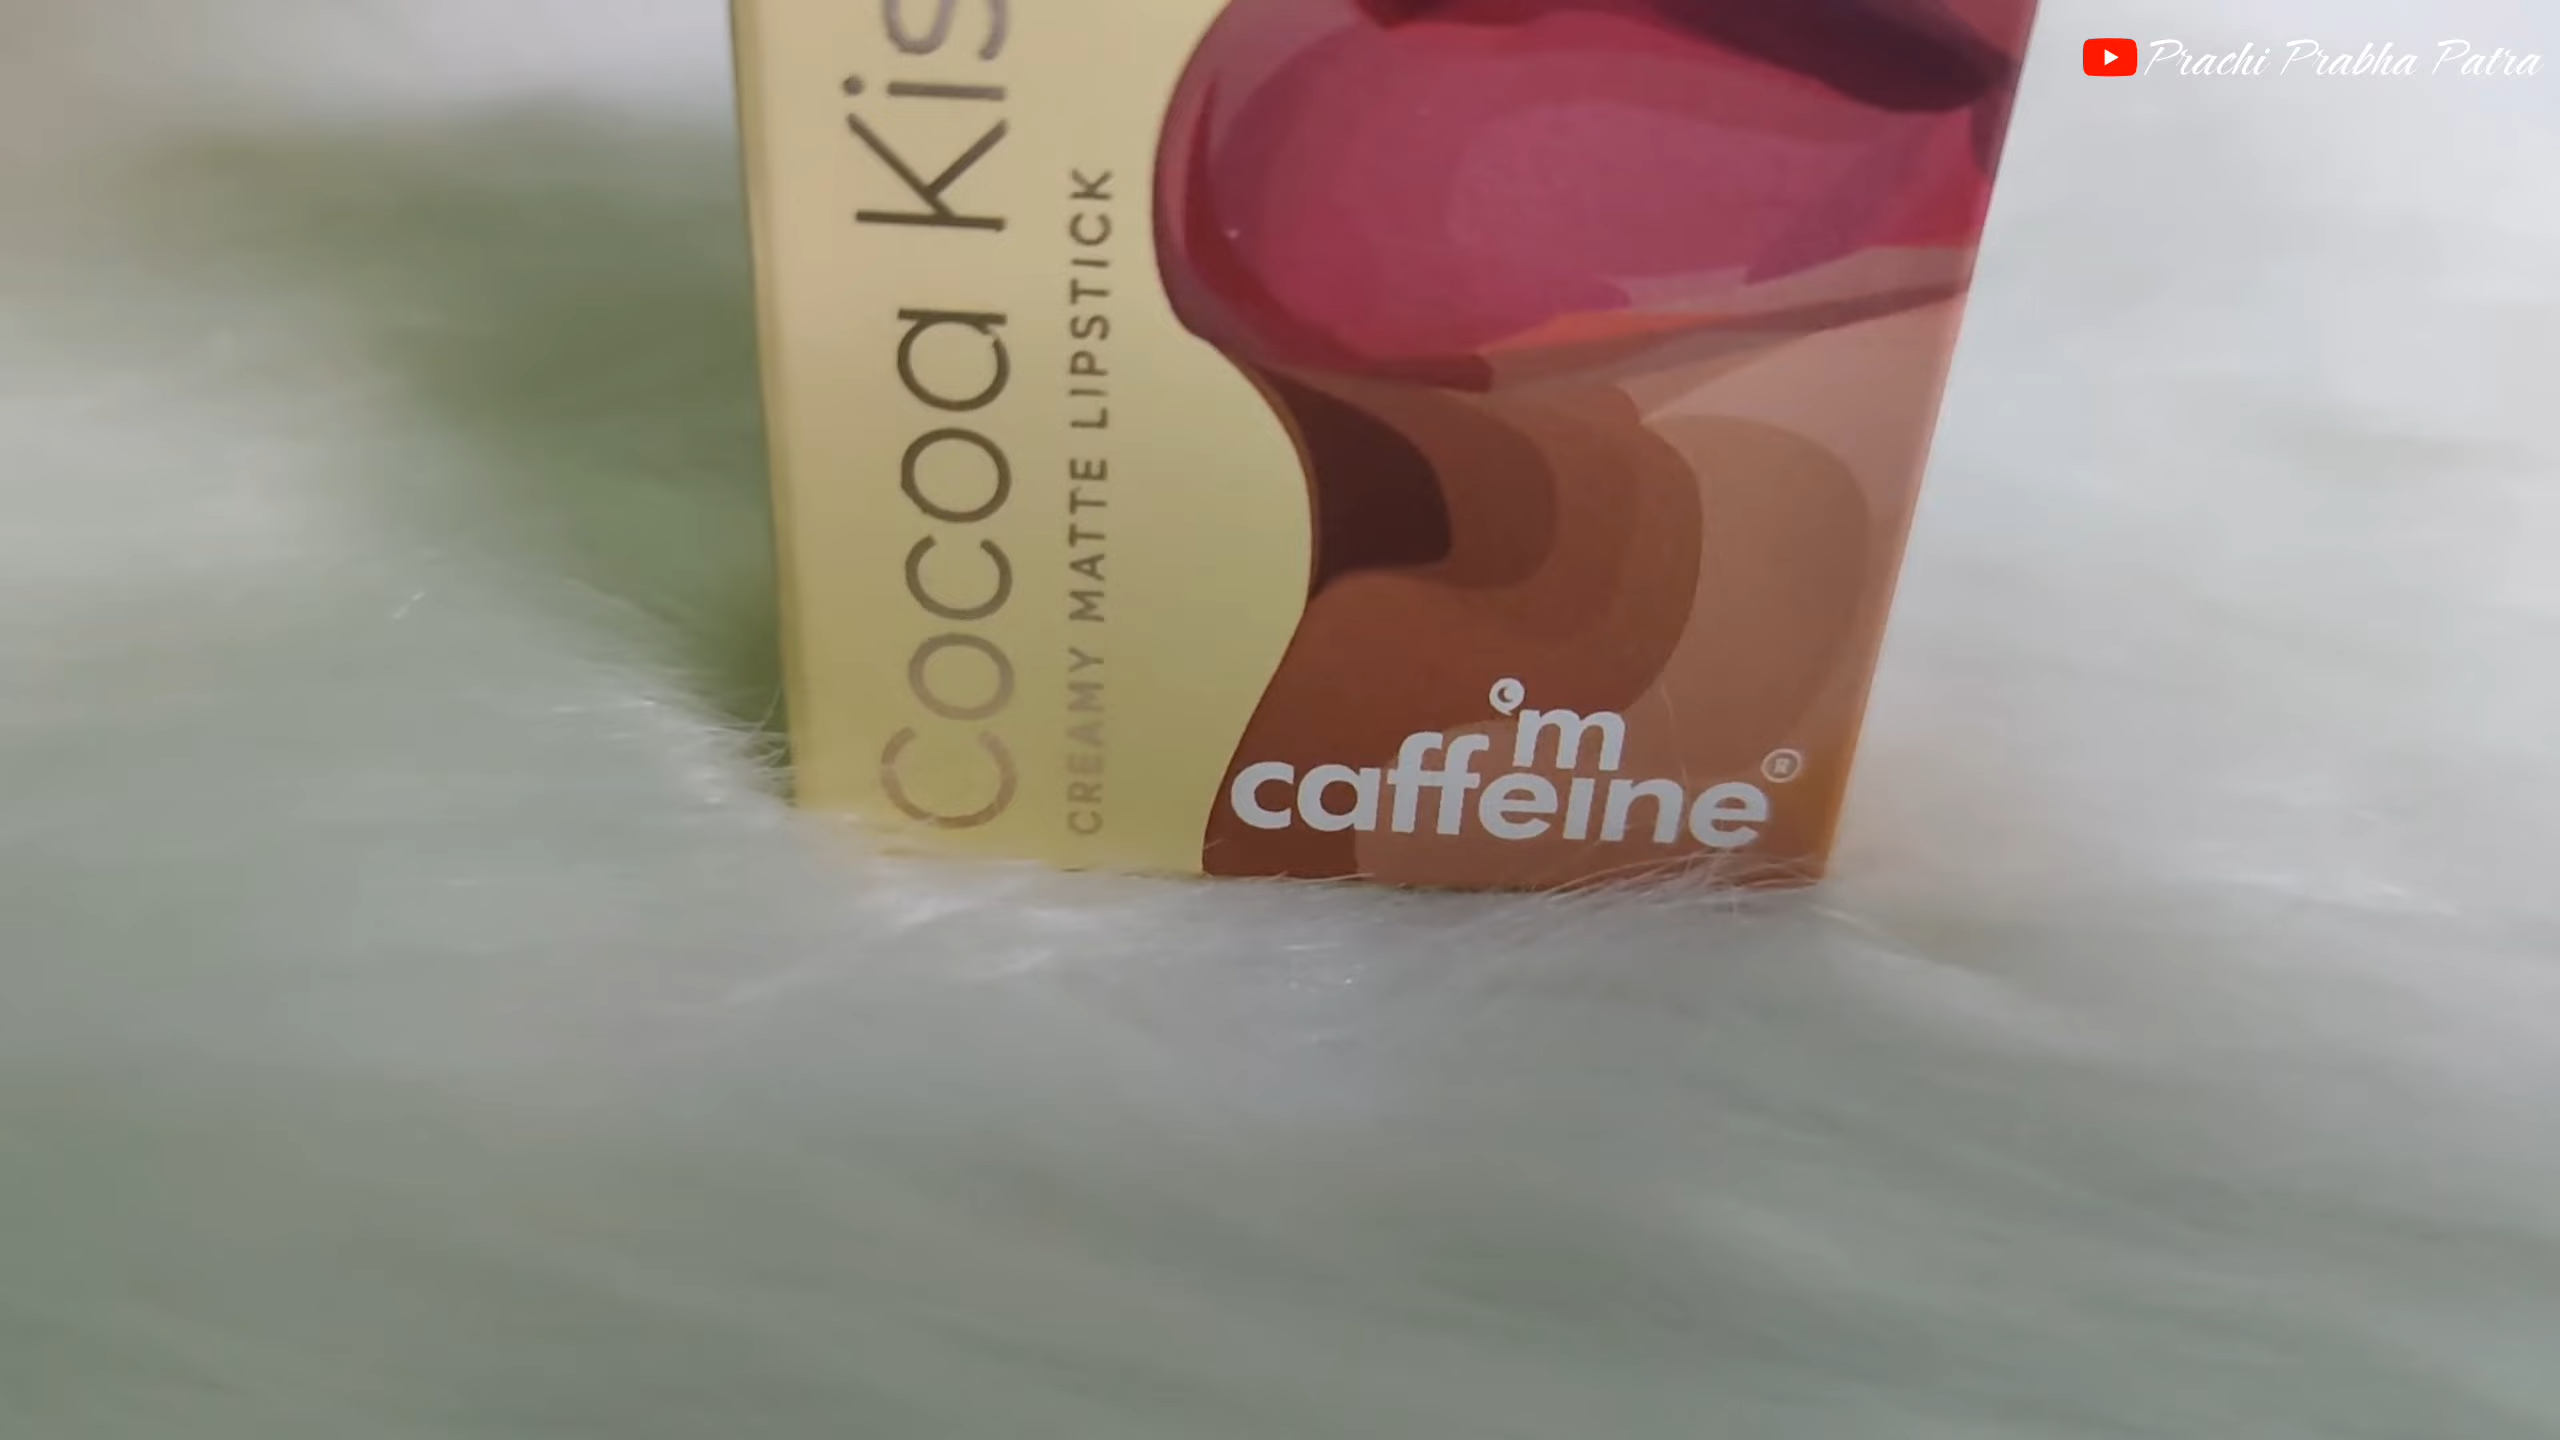 Prachi Prabha Patra
Cocoa Kis
CREAMY MATTE LIPSTICK
'm
caffeine®